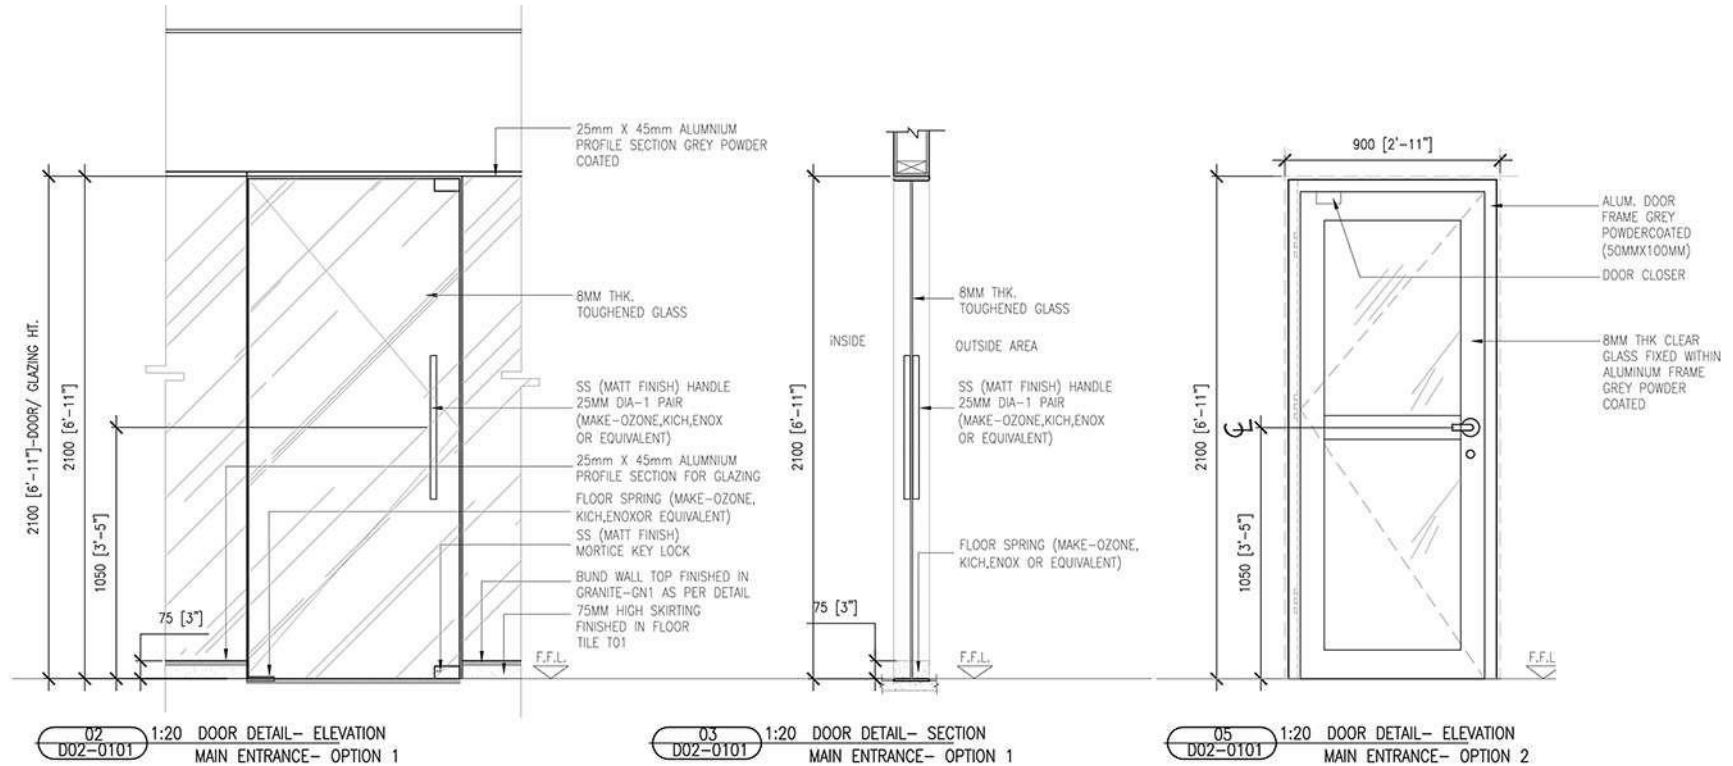 25mm X 45mm ALUMNIUM
PROFILE SECTION GREY POWDER
COATED
8MM THK.
TOUGHENED GLASS
SS (MATT FINISH) HANDLE
25MM DIA-1 PAIR
(MAKE-OZONE,KICH,ENOX
OR EQUIVALENT)
25mm X 45mm ALUMNIUM
PROFILE SECTION FOR GLAZING
FLOOR SPRING (MAKE-OZONE,
KICH,ENOXOR EQUIVALENT)
SS (MATT FINISH)
MORTICE KEY LOCK
BUND WALL TOP FINISHED IN
GRANITE-GN1 AS PER DETAIL
75MM HIGH SKIRTING
FINISHED IN FLOOR
TILE T01
2100 [6'-11"]-DOOR/ GLAZING HT.
2100 [6'-11"]
1050 [3'-5"]
75 [3"]
F.F.L.
02 1:20 DOOR DETAIL- ELEVATION
D02-0101 MAIN ENTRANCE- OPTION 1
2100 [6'-11"]
INSIDE
8MM THK.
TOUGHENED GLASS
OUTSIDE AREA
SS (MATT FINISH) HANDLE
25MM DIA-1 PAIR
(MAKE-OZONE,KICH,ENOX
OR EQUIVALENT)
FLOOR SPRING (MAKE-OZONE,
KICH,ENOX OR EQUIVALENT)
75 [3"]
F.F.L.
03 1:20 DOOR DETAIL- SECTION
D02-0101 MAIN ENTRANCE- OPTION 1
900 [2'-11"]
2100 [6'-11"]
1050 [3'-5"]
ALUM. DOOR
FRAME GREY
POWDERCOATED
(50MMX100MM)
DOOR CLOSER
8MM THK CLEAR
GLASS FIXED WITHIN
ALUMINUM FRAME
GREY POWDER
COATED
F.F.L
05 1:20 DOOR DETAIL- ELEVATION
D02-0101 MAIN ENTRANCE- OPTION 2